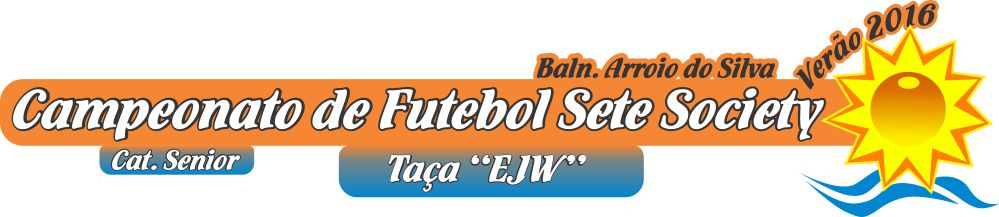 Verão 2016
Baln. Arroio do Silva
Campeonato de Futebol Sete Society
Cat. Senior
Taça “EJW”